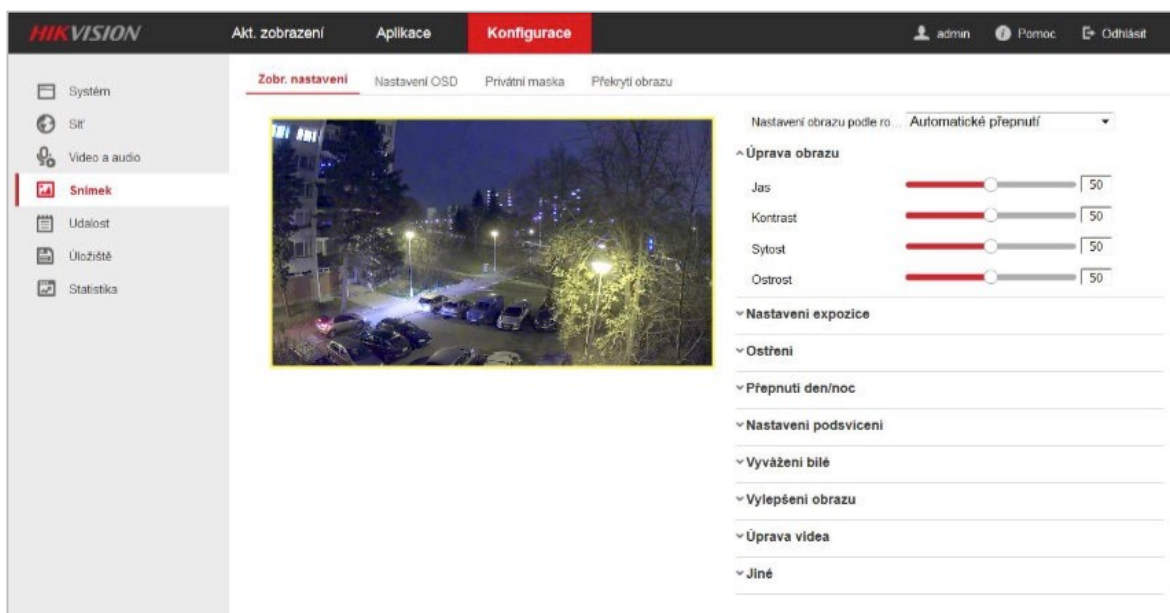 HIKVISION Akt. zobrazení Aplikace Konfigurace admin Pomoc Odhlásit
Systém
Síť
Video a audio
Snímek
Udalost
Úložiště
Statistika
Zobr. nastavení Nastavení OSD Privátní maska Překrytí obrazu
Nastavení obrazu podle ro... Automatické přepnutí
Úprava obrazu
Jas 50
Kontrast 50
Sytost 50
Ostrost 50
Nastavení expozice
Ostření
Přepnutí den/noc
Nastavení podsvícení
Vyvážení bílé
Vylepšení obrazu
Úprava videa
Jiné